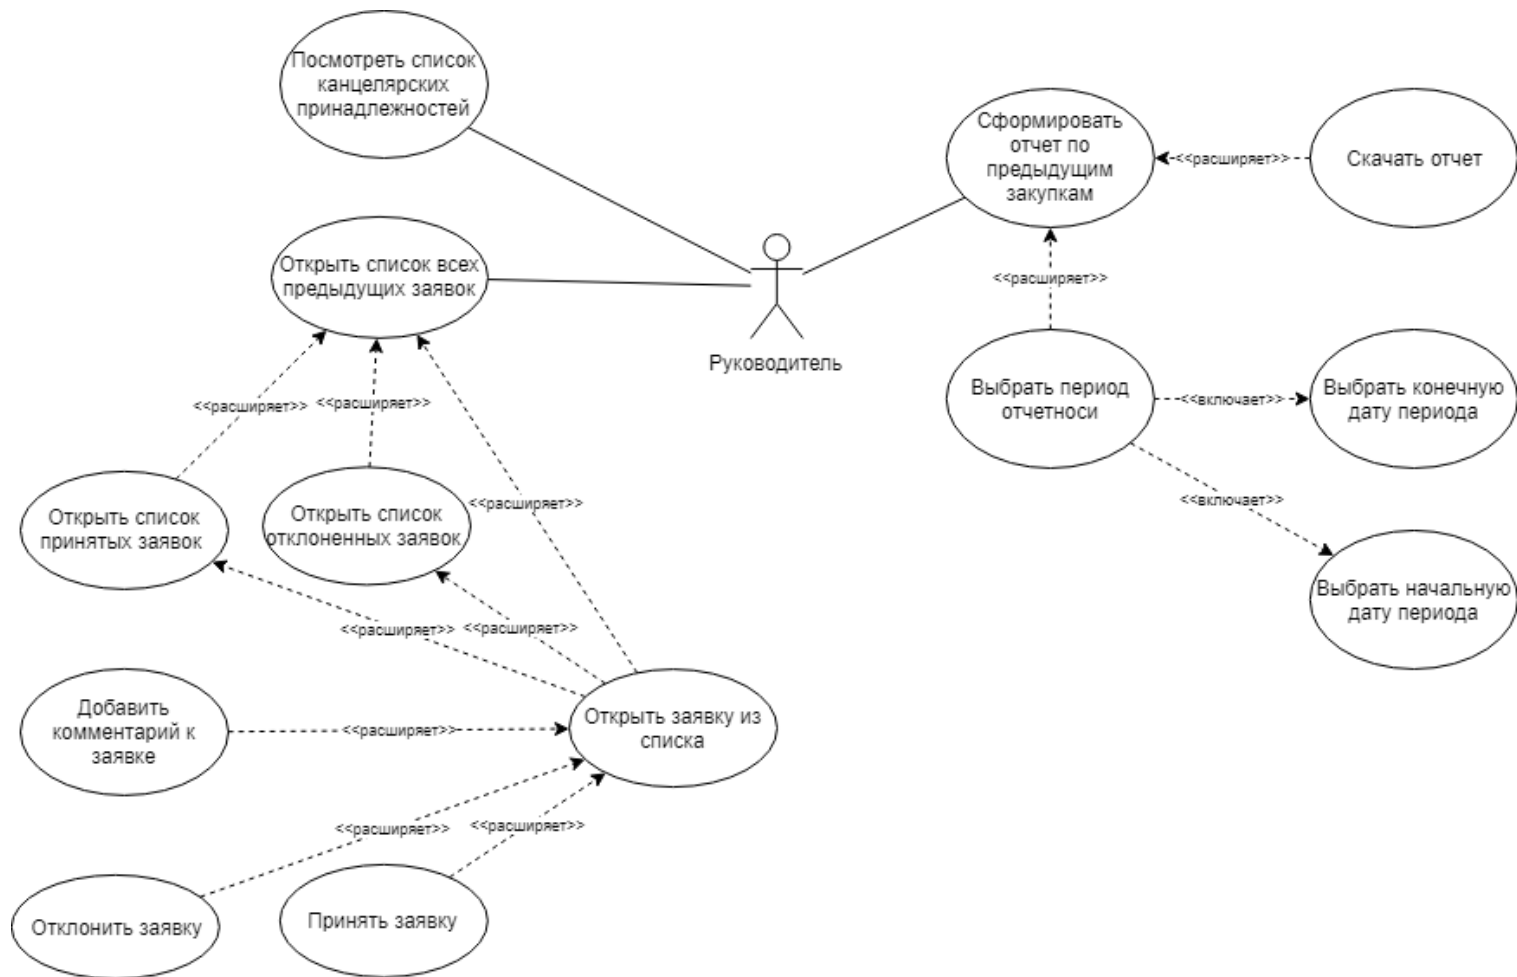 Посмотреть список
канцелярских
принадлежностей
Сформировать
отчет по
предыдущим
закупкам
<<расширяет>>
Скачать отчет
Открыть список всех
предыдущих заявок
<<расширяет>>
Руководитель
<<расширяет>>
<<расширяет>>
Выбрать период
отчетноси
<<включает>>
Выбрать конечную
дату периода
<<включает>>
<<расширяет>>
Открыть список
принятых заявок
Открыть список
отклоненных заявок
Выбрать начальную
дату периода
<<расширяет>>
<<расширяет>>
Добавить
комментарий к
заявке
<<расширяет>>
Открыть заявку из
списка
<<расширяет>>
<<расширяет>>
Отклонить заявку
Принять заявку